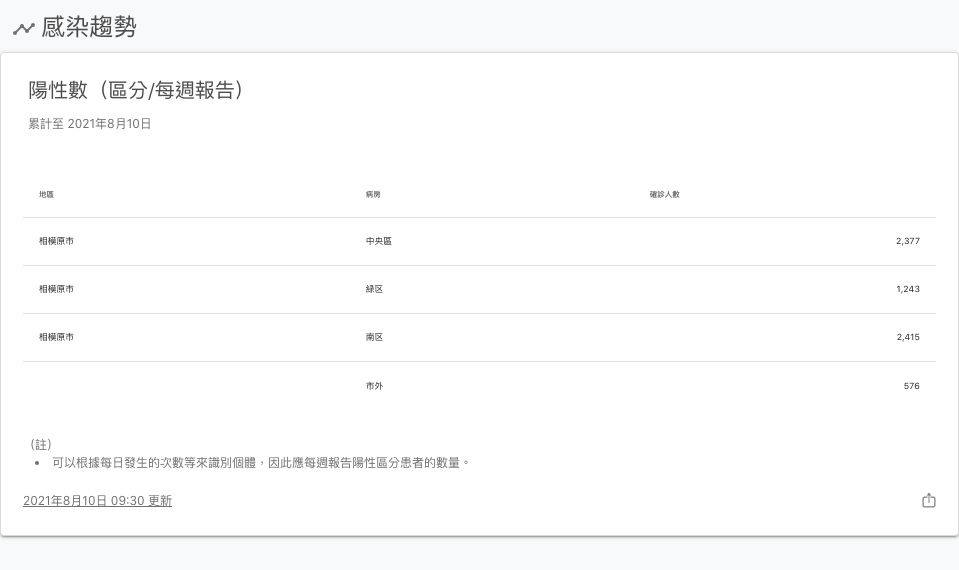 感染趨勢
陽性數（區分/每週報告）
累計至 2021年8月10日
地區 病房 確診人數
相模原市 中央區 2,377
相模原市 緑区 1,243
相模原市 南区 2,415
市外 576
（註）
• 可以根據每日發生的次數等來識別個體，因此應每週報告陽性區分患者的數量。
2021年8月10日 09:30 更新